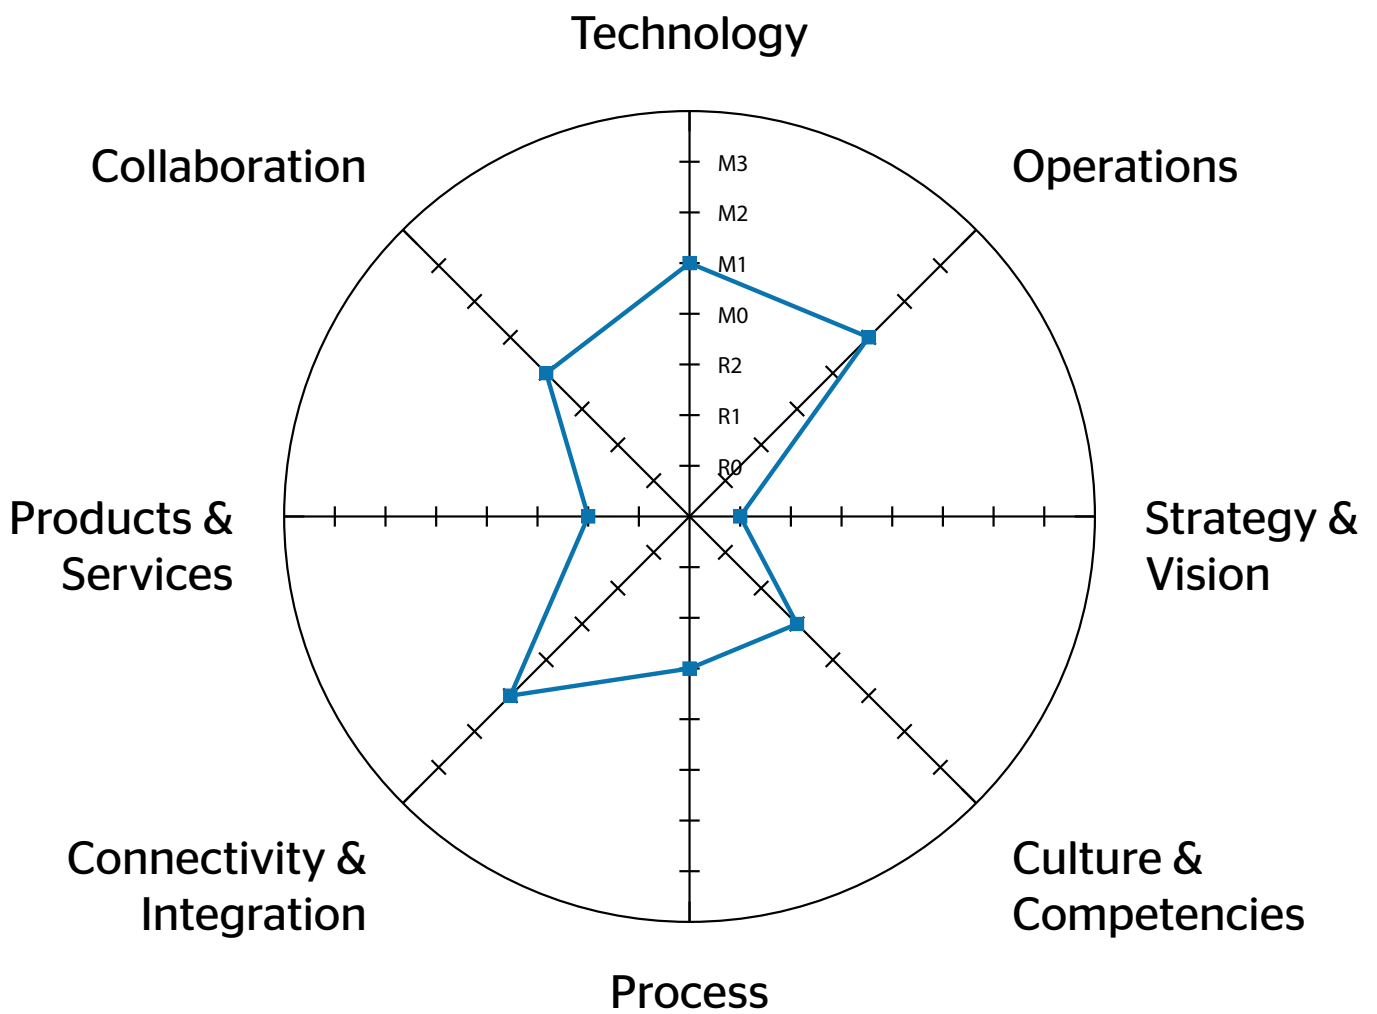 Technology
Collaboration
Operations
M3
M2
M1
M0
R2
R1
R0
Products &
Services
Strategy &
Vision
Connectivity &
Integration
Culture &
Competencies
Process